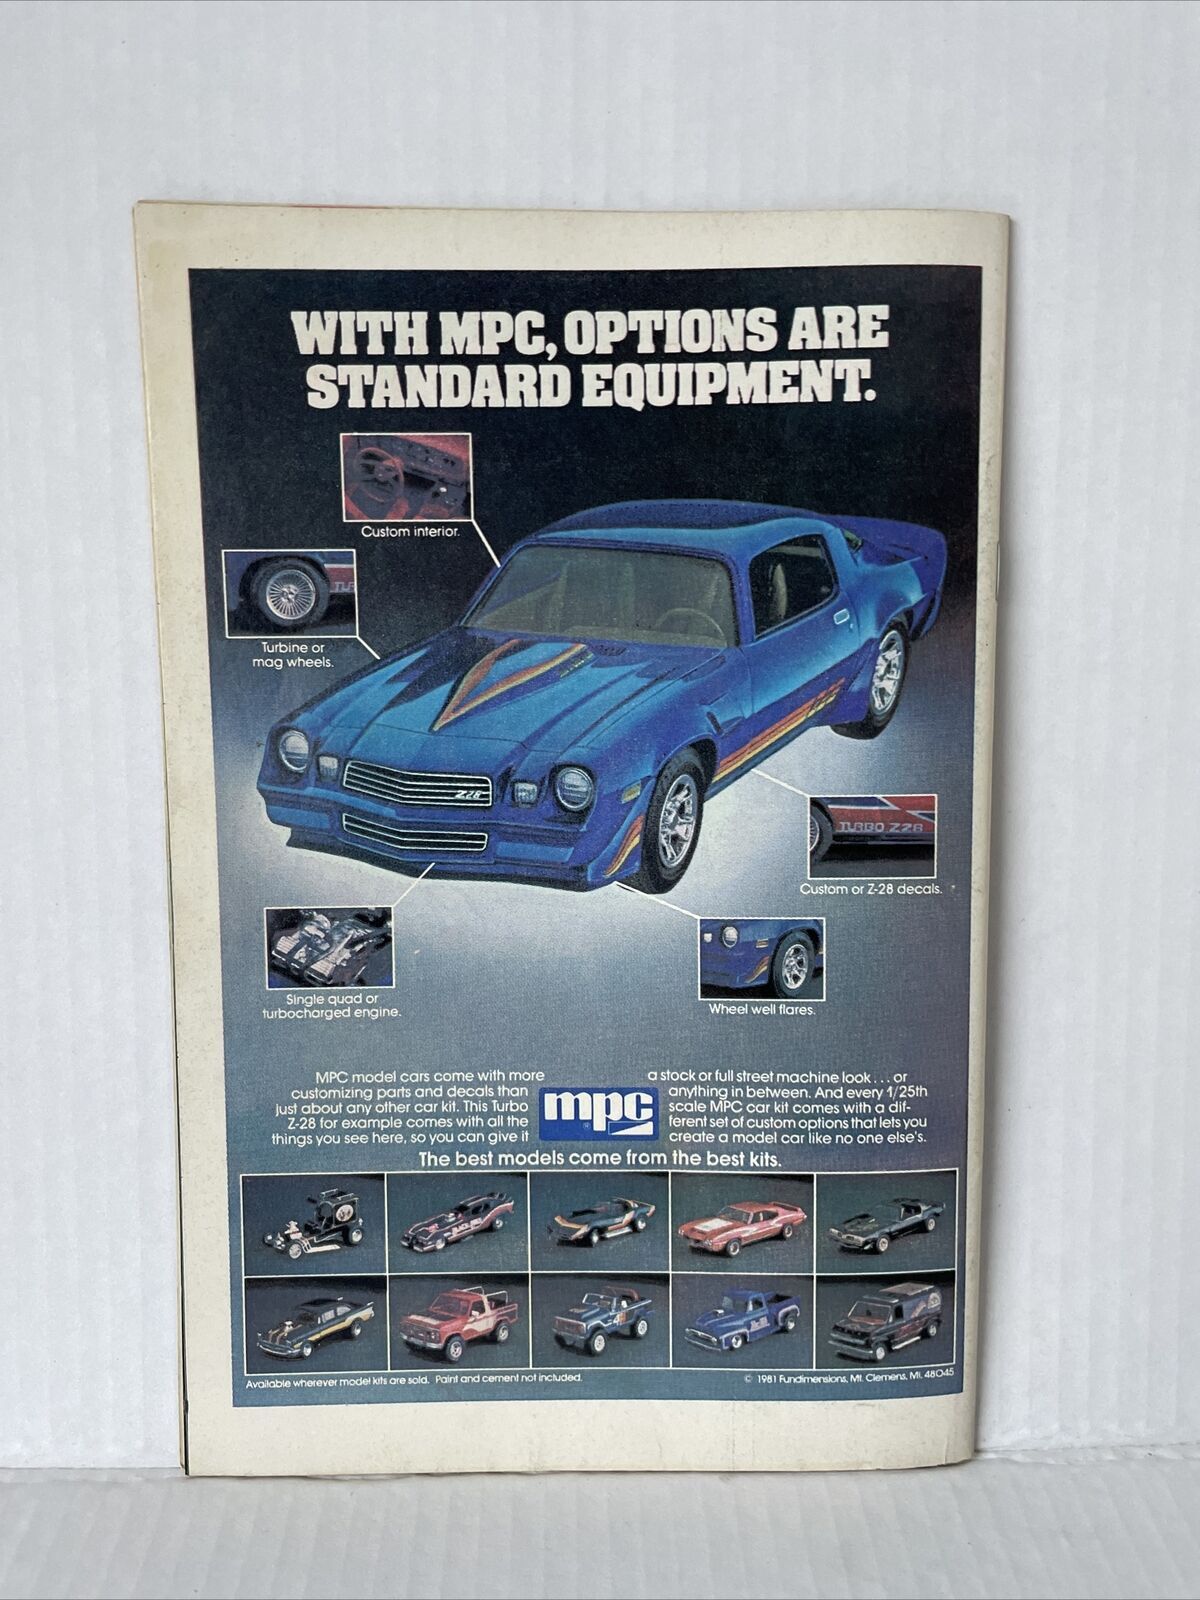 WITH MPC, OPTIONS ARE
STANDARD EQUIPMENT.
Custom interior.
Turbine or
mag wheels.
Z28
TURBO Z28
Custom or Z-28 decals.
Single quad or
turbocharged engine.
Wheel well flares.
MPC model cars come with more
customizing parts and decals than
just about any other car kit. This Turbo
Z-28 for example comes with all the
things you see here, so you can give it
mpc
®
a stock or full street machine look . . . or
anything in between. And every 1/25th
scale MPC car kit comes with a dif-
ferent set of custom options that lets you
create a model car like no one else's.
The best models come from the best kits.
Available wherever model kits are sold. Paint and cement not included.
© 1981 Fundimensions, Mt. Clemens, MI. 48045